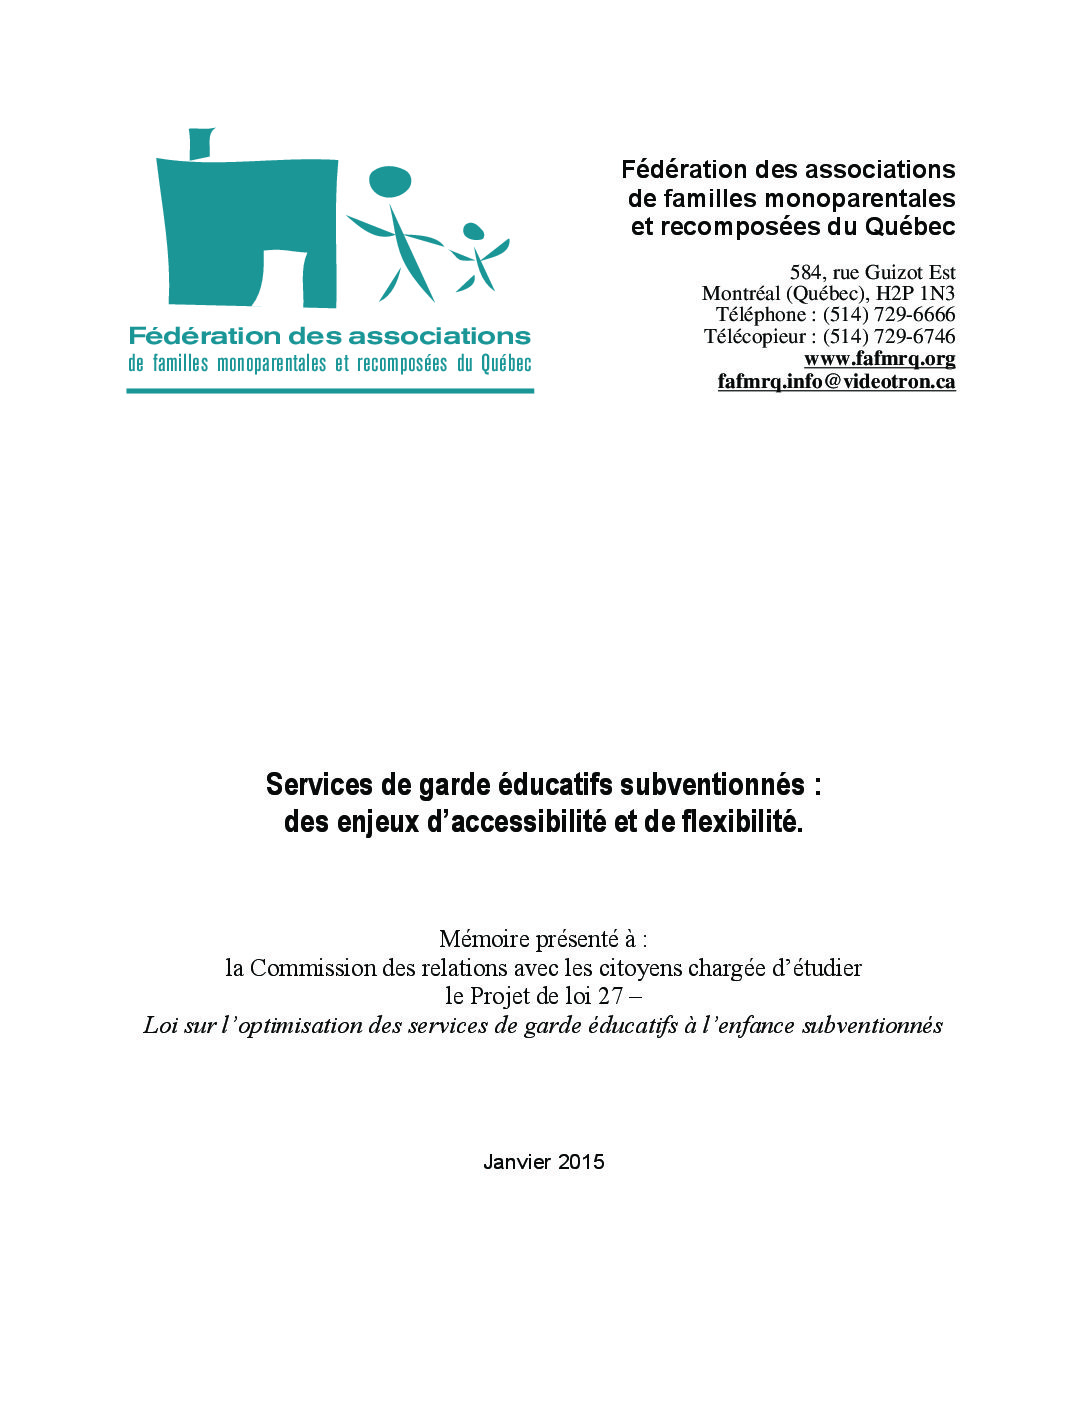 Fédération des associations
de familles monoparentales et recomposées du Québec
Fédération des associations
de familles monoparentales
et recomposées du Québec
584, rue Guizot Est
Montréal (Québec), H2P 1N3
Téléphone : (514) 729-6666
Télécopieur : (514) 729-6746
www.fafmrq.org
fafmrq.info@videotron.ca
Services de garde éducatifs subventionnés :
des enjeux d’accessibilité et de flexibilité.
Mémoire présenté à :
la Commission des relations avec les citoyens chargée d’étudier
le Projet de loi 27 –
Loi sur l’optimisation des services de garde éducatifs à l’enfance subventionnés
Janvier 2015